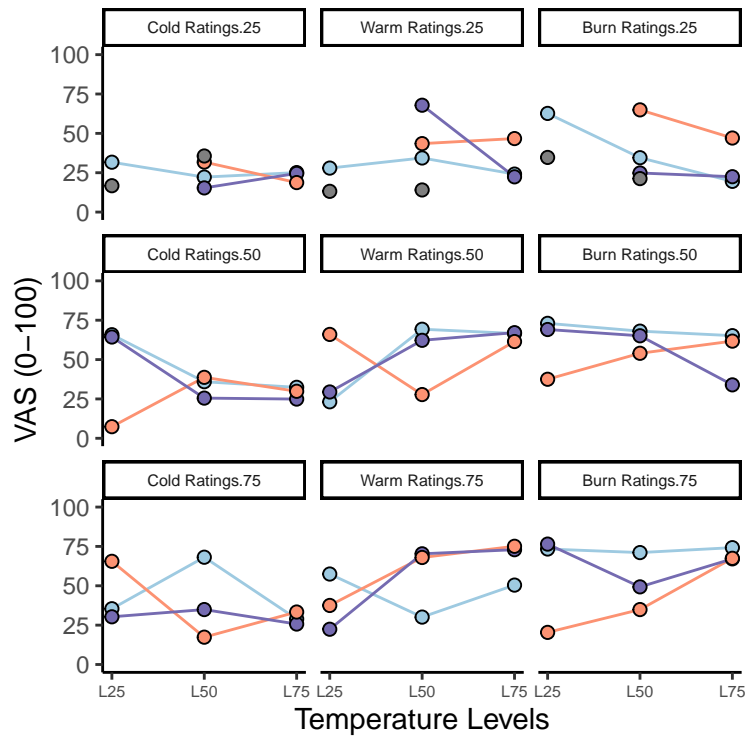 Cold Ratings.25 Warm Ratings.25 Burn Ratings.25
100
75
50
25
0
Cold Ratings.50 Warm Ratings.50 Burn Ratings.50
100
75
50
25
0
VAS (0−100)
Cold Ratings.75 Warm Ratings.75 Burn Ratings.75
100
75
50
25
0
L25 L50 L75 L25 L50 L75 L25 L50 L75
Temperature Levels